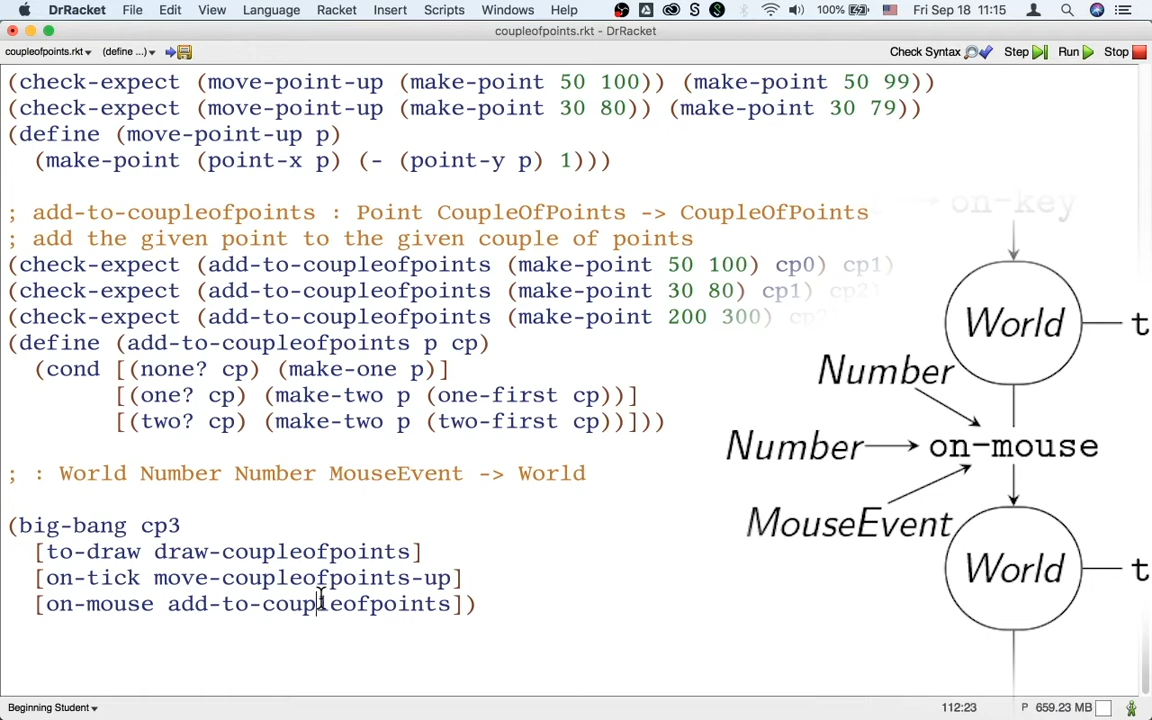 DrRacket File Edit View Language Racket Insert Scripts Windows Help 100% Fri Sep 18 11:15
coupleofpoints.rkt - DrRacket
coupleofpoints.rkt (define ...) Check Syntax Step Run Stop
(check-expect (move-point-up (make-point 50 100)) (make-point 50 99))
(check-expect (move-point-up (make-point 30 80)) (make-point 30 79))
(define (move-point-up p)
(make-point (point-x p) (- (point-y p) 1)))
; add-to-coupleofpoints : Point CoupleOfPoints -> CoupleOfPoints
; add the given point to the given couple of points
(check-expect (add-to-coupleofpoints (make-point 50 100) cp0) cp1)
(check-expect (add-to-coupleofpoints (make-point 30 80) cp1) cp2)
(check-expect (add-to-coupleofpoints (make-point 200 300)
(define (add-to-coupleofpoints p cp)
(cond [(none? cp) (make-one p)]
[(one? cp) (make-two p (one-first cp))]
[(two? cp) (make-two p (two-first cp))]))
; : World Number Number MouseEvent -> World
(big-bang cp3
[to-draw draw-coupleofpoints]
[on-tick move-coupleofpoints-up]
[on-mouse add-to-coupleofpoints])
on-key
World
t
Number
Number
on-mouse
MouseEvent
World
t
Beginning Student 112:23 P 659.23 MB